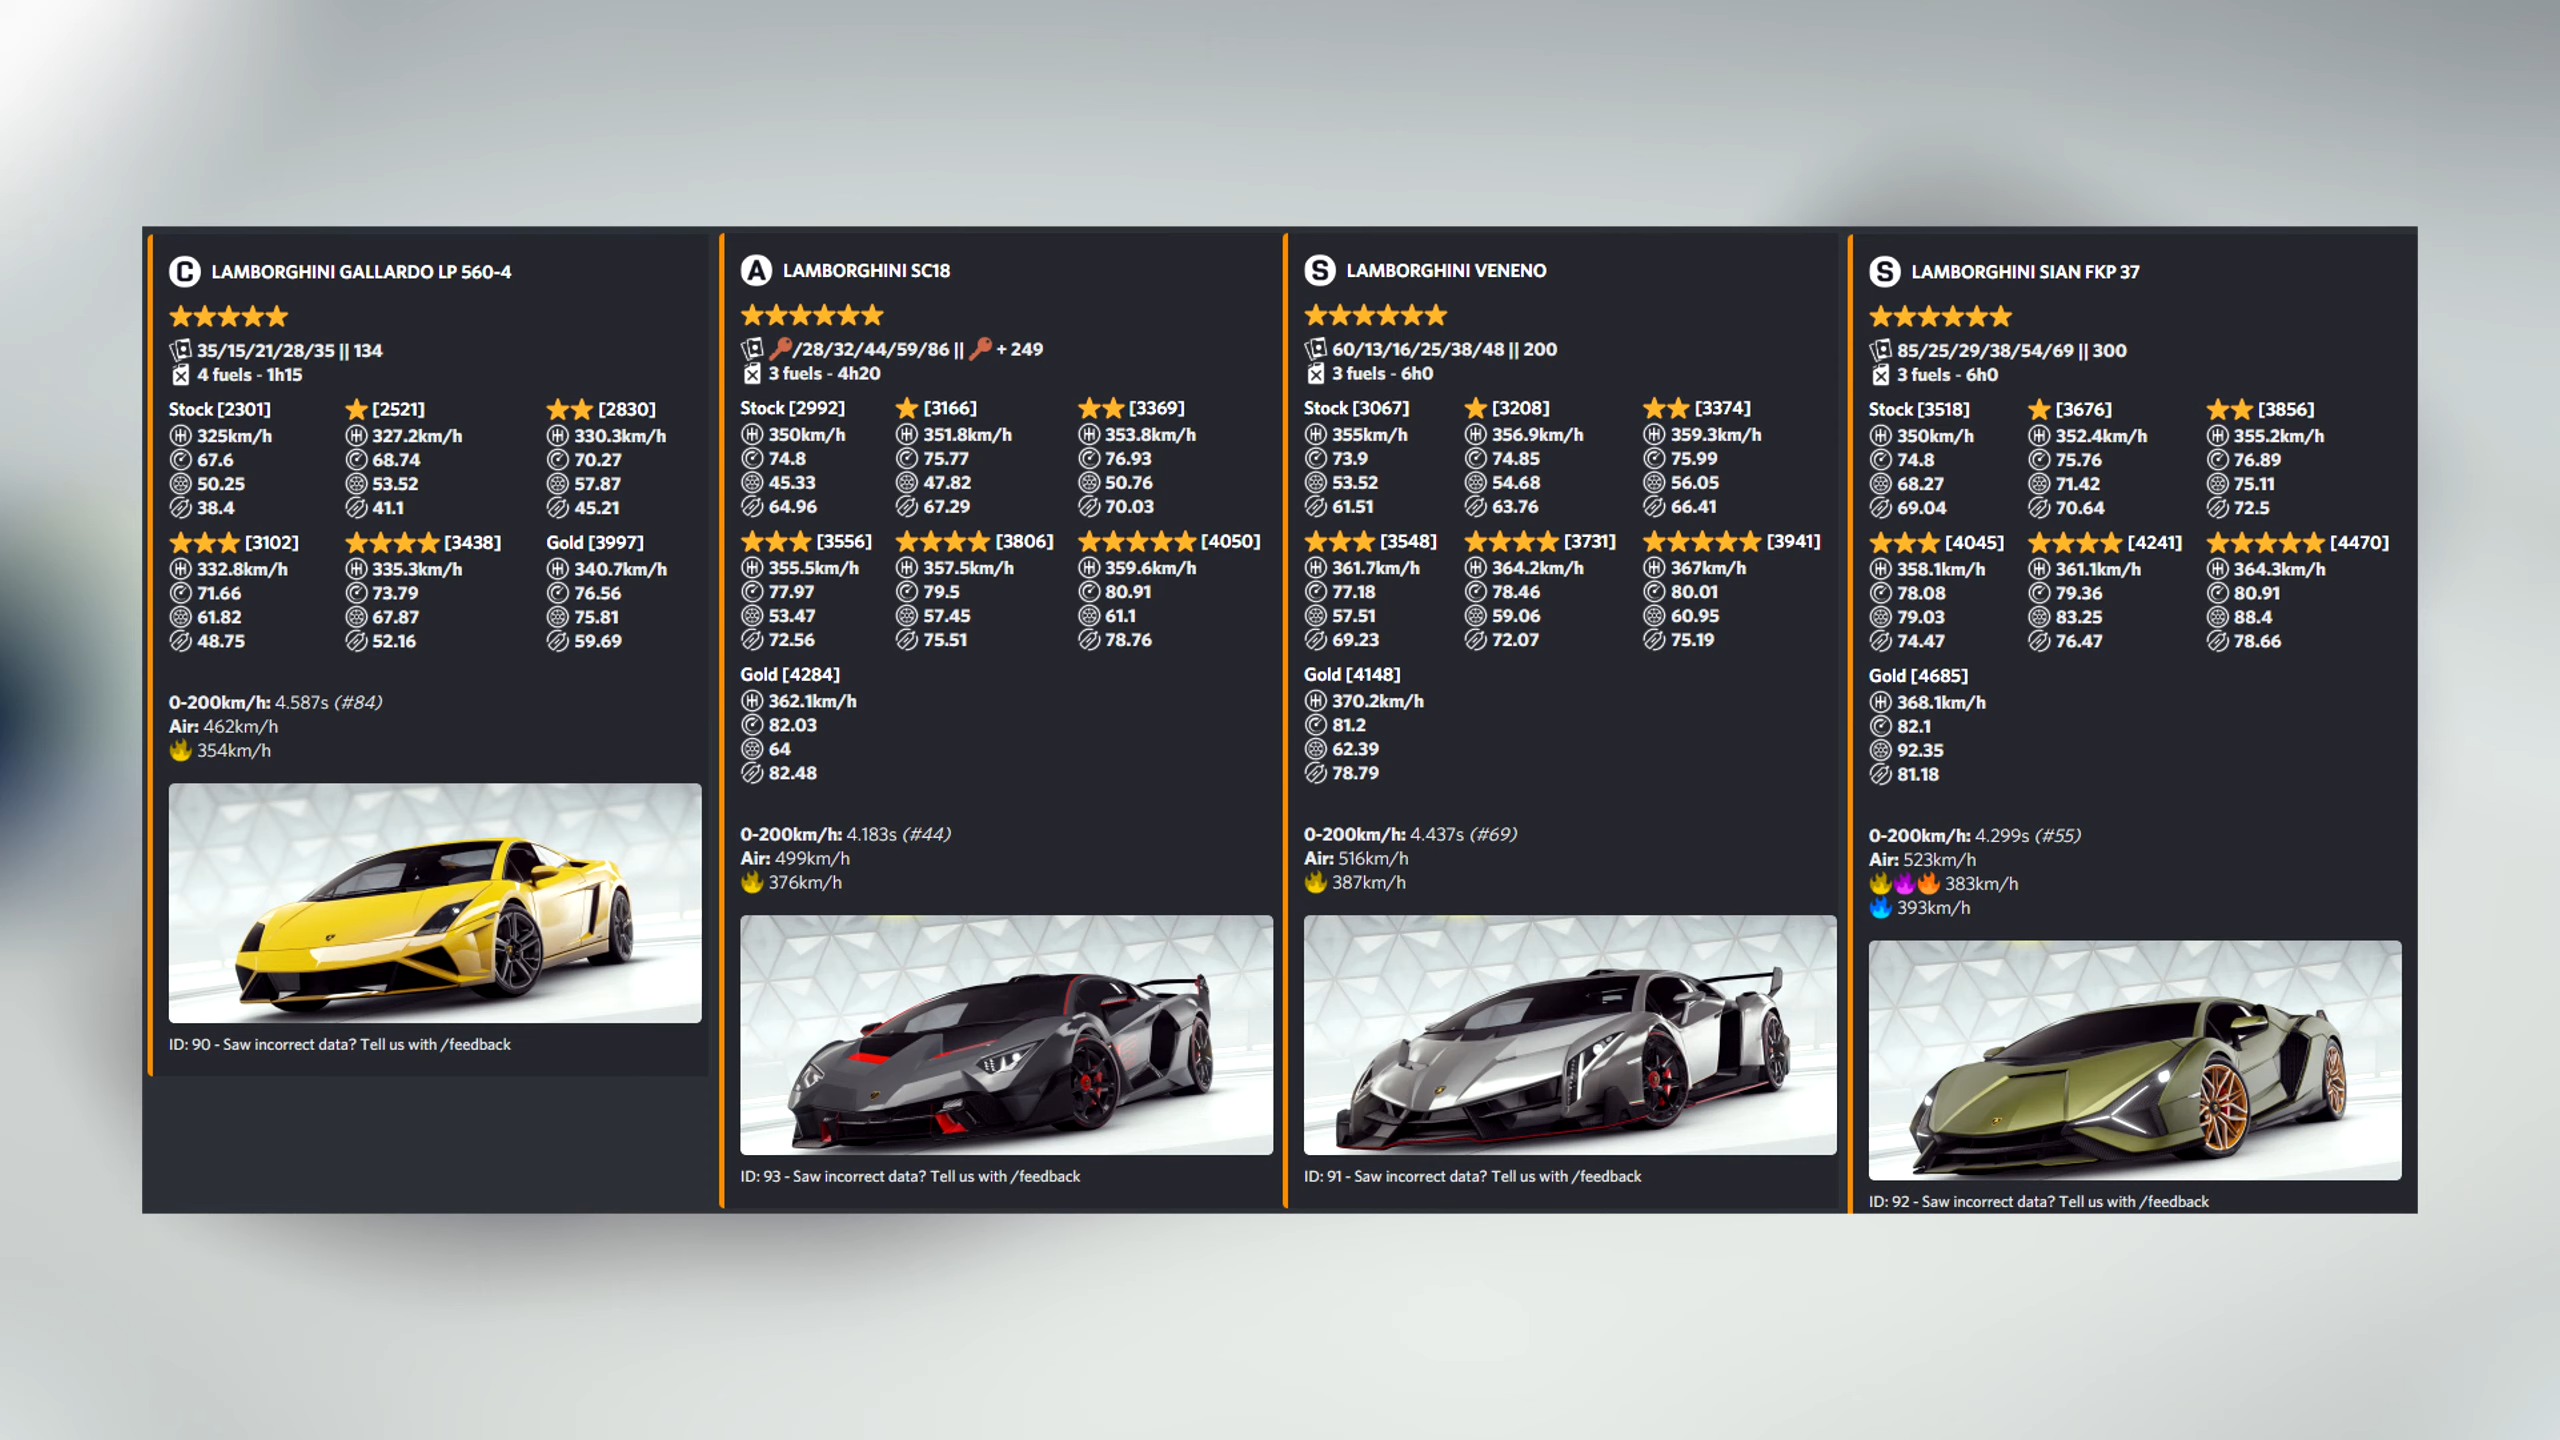 C LAMBORGHINI GALLARDO LP 560-4
35/15/21/28/35 || 134
4 fuels - 1h15
Stock [2301] [2521] [2830]
325km/h 327.2km/h 330.3km/h
67.6 68.74 70.27
50.25 53.52 57.87
38.4 41.1 45.21
[3102] [3438] Gold [3997]
332.8km/h 335.3km/h 340.7km/h
71.66 73.79 76.56
61.82 67.87 75.81
48.75 52.16 59.69
0-200km/h: 4.587s (#84)
Air: 462km/h
354km/h
ID: 90 - Saw incorrect data? Tell us with /feedback
A LAMBORGHINI SC18
/28/32/44/59/86 || + 249
3 fuels - 4h20
Stock [2992] [3166] [3369]
350km/h 351.8km/h 353.8km/h
74.8 75.77 76.93
45.33 47.82 50.76
64.96 67.29 70.03
[3556] [3806] [4050]
355.5km/h 357.5km/h 359.6km/h
77.97 79.5 80.91
53.47 57.45 61.1
72.56 75.51 78.76
Gold [4284]
362.1km/h
82.03
64
82.48
0-200km/h: 4.183s (#44)
Air: 499km/h
376km/h
ID: 93 - Saw incorrect data? Tell us with /feedback
S LAMBORGHINI VENENO
60/13/16/25/38/48 || 200
3 fuels - 6h0
Stock [3067] [3208] [3374]
355km/h 356.9km/h 359.3km/h
73.9 74.85 75.99
53.52 54.68 56.05
61.51 63.76 66.41
[3548] [3731] [3941]
361.7km/h 364.2km/h 367km/h
77.18 78.46 80.01
57.51 59.06 60.95
69.23 72.07 75.19
Gold [4148]
370.2km/h
81.2
62.39
78.79
0-200km/h: 4.437s (#69)
Air: 516km/h
387km/h
ID: 91 - Saw incorrect data? Tell us with /feedback
S LAMBORGHINI SIAN FKP 37
85/25/29/38/54/69 || 300
3 fuels - 6h0
Stock [3518] [3676] [3856]
350km/h 352.4km/h 355.2km/h
74.8 75.76 76.89
68.27 71.42 75.11
69.04 70.64 72.5
[4045] [4241] [4470]
358.1km/h 361.1km/h 364.3km/h
78.08 79.36 80.91
79.03 83.25 88.4
74.47 76.47 78.66
Gold [4685]
368.1km/h
82.1
92.35
81.18
0-200km/h: 4.299s (#55)
Air: 523km/h
383km/h
393km/h
ID: 92 - Saw incorrect data? Tell us with /feedback